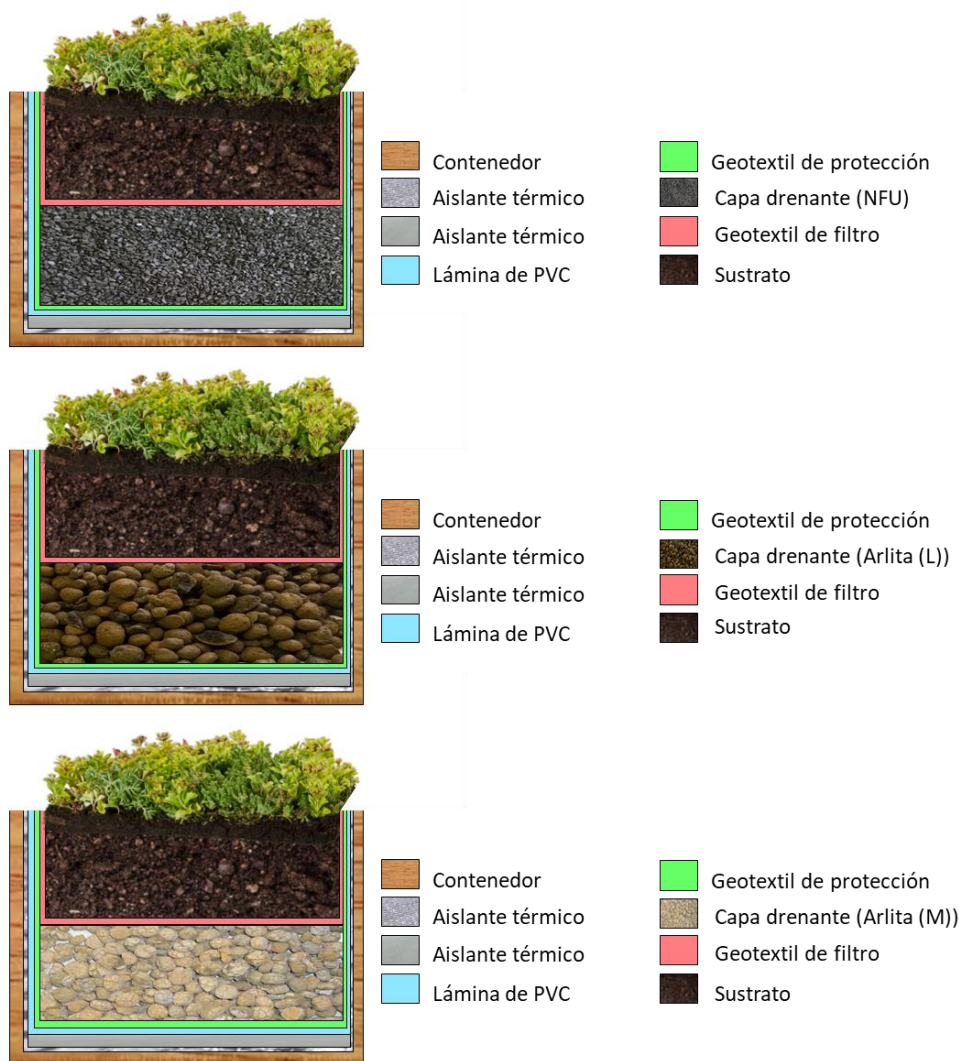 Contenedor
Geotextil de protección
Aislante térmico
Capa drenante (NFU)
Aislante térmico
Geotextil de filtro
Lámina de PVC
Sustrato
Contenedor
Geotextil de protección
Aislante térmico
Capa drenante (Arlita (L))
Aislante térmico
Geotextil de filtro
Lámina de PVC
Sustrato
Contenedor
Geotextil de protección
Aislante térmico
Capa drenante (Arlita (M))
Aislante térmico
Geotextil de filtro
Lámina de PVC
Sustrato